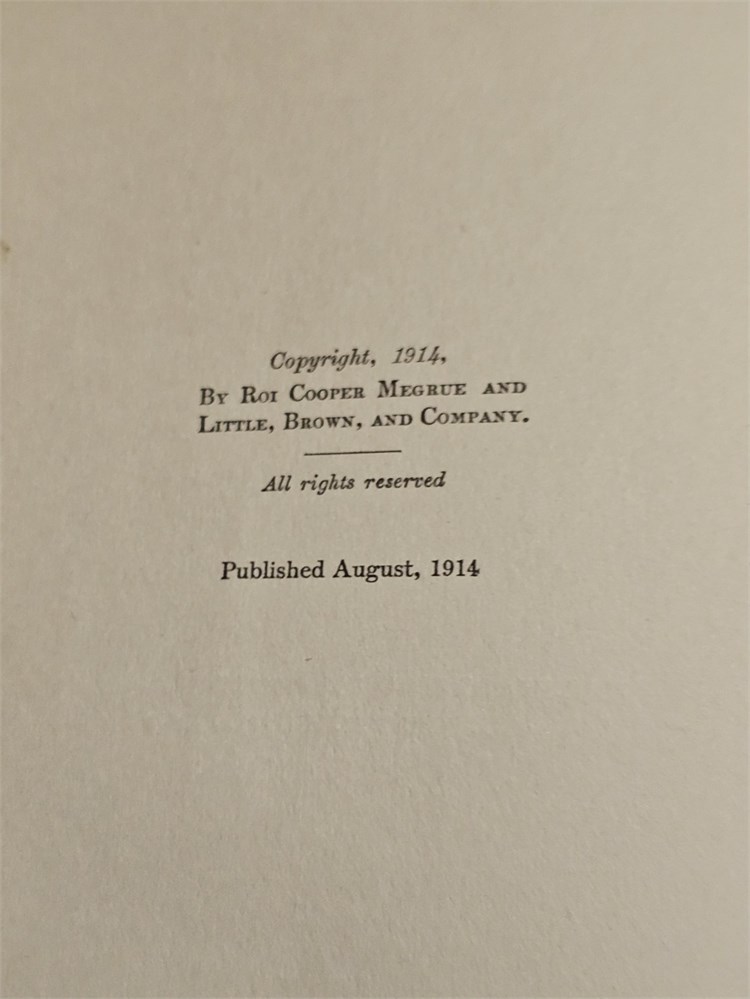 Copyright, 1914,
By Roi Cooper Megrue and
Little, Brown, and Company.
All rights reserved
Published August, 1914